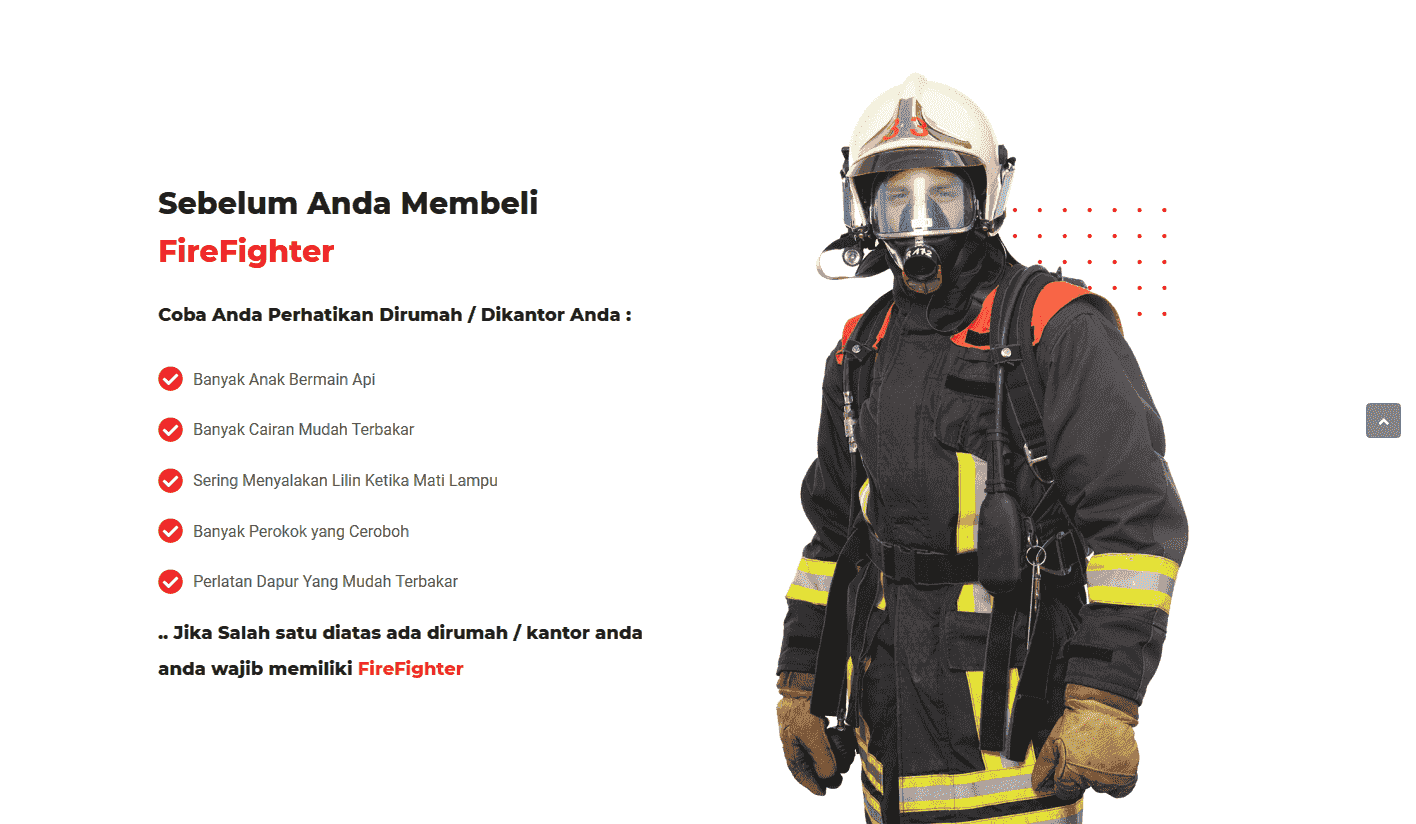 Sebelum Anda Membeli
FireFighter
Coba Anda Perhatikan Dirumah / Dikantor Anda :
Banyak Anak Bermain Api
Banyak Cairan Mudah Terbakar
Sering Menyalakan Lilin Ketika Mati Lampu
Banyak Perokok yang Ceroboh
Perlatan Dapur Yang Mudah Terbakar
.. Jika Salah satu diatas ada dirumah / kantor anda
anda wajib memiliki FireFighter
33